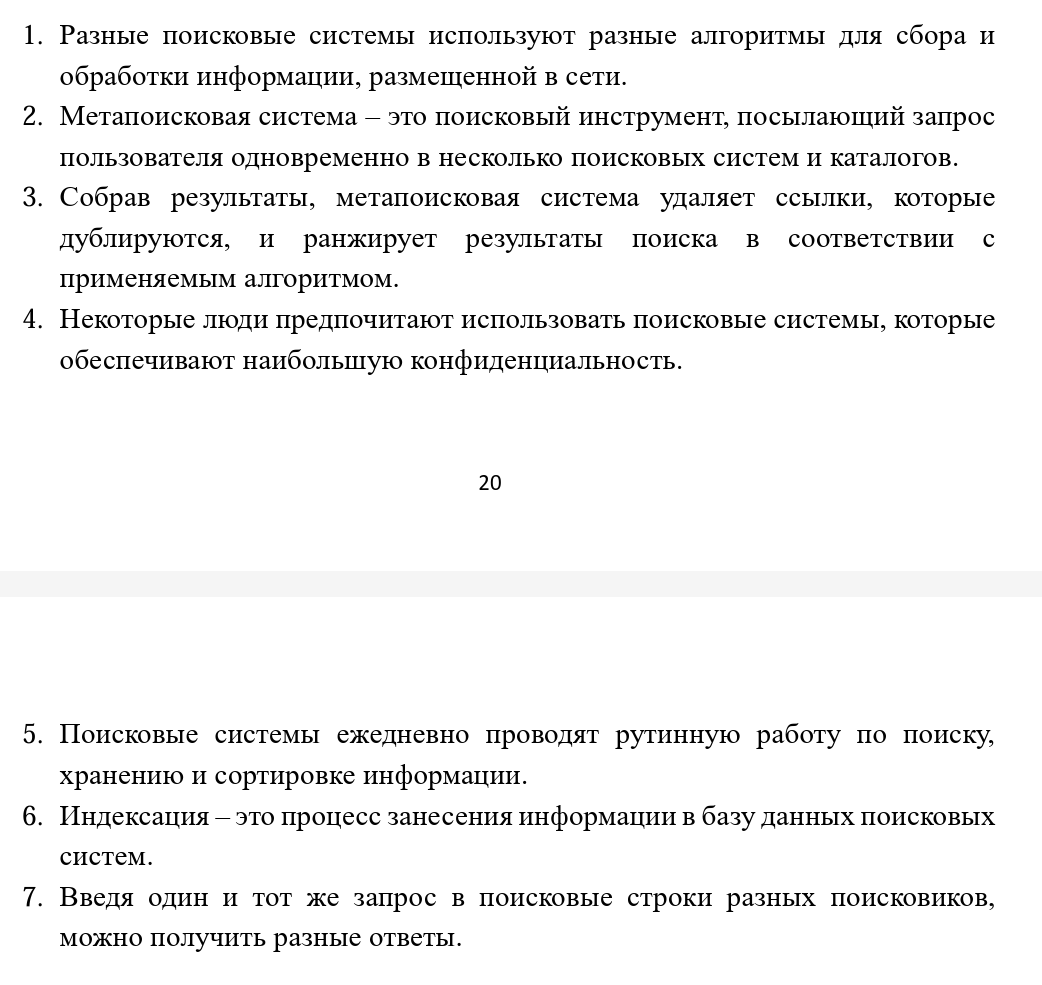 1. Разные поисковые системы используют разные алгоритмы для сбора и
обработки информации, размещенной в сети.
2. Метапоисковая система – это поисковый инструмент, посылающий запрос
пользователя одновременно в несколько поисковых систем и каталогов.
3. Собрав результаты, метапоисковая система удаляет ссылки, которые
дублируются, и ранжирует результаты поиска в соответствии с
применяемым алгоритмом.
4. Некоторые люди предпочитают использовать поисковые системы, которые
обеспечивают наибольшую конфиденциальность.
20
5. Поисковые системы ежедневно проводят рутинную работу по поиску,
хранению и сортировке информации.
6. Индексация – это процесс занесения информации в базу данных поисковых
систем.
7. Введя один и тот же запрос в поисковые строки разных поисковиков,
можно получить разные ответы.